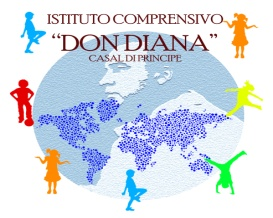 ISTITUTO COMPRENSIVO
“DON DIANA”
CASAL DI PRINCIPE